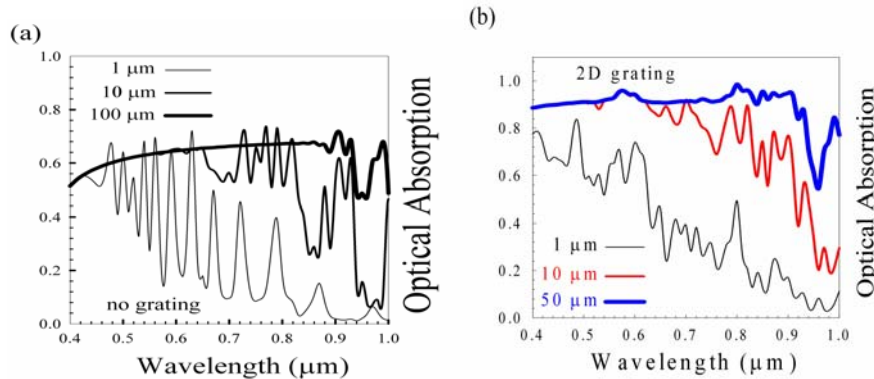 (a)
1.0
0.8
0.6
0.4
0.2
0.0
1 μm
10 μm
100 μm
no grating
0.4 0.5 0.6 0.7 0.8 0.9 1.0
Wavelength (μm)
Optical Absorption
(b)
1.0
0.8
0.6
0.4
0.2
0.0
2D grating
1 μm
10 μm
50 μm
0.4 0.5 0.6 0.7 0.8 0.9 1.0
Wavelength (μm)
Optical Absorption